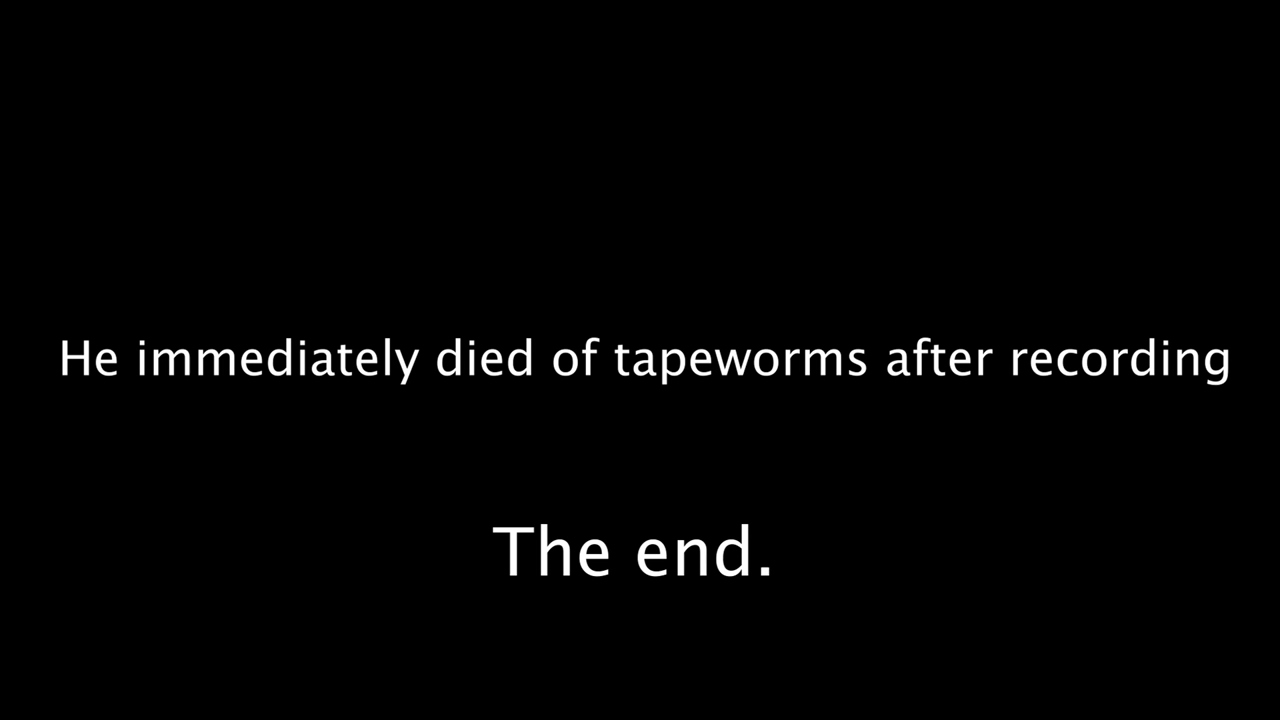 He immediately died of tapeworms after recording
The end.